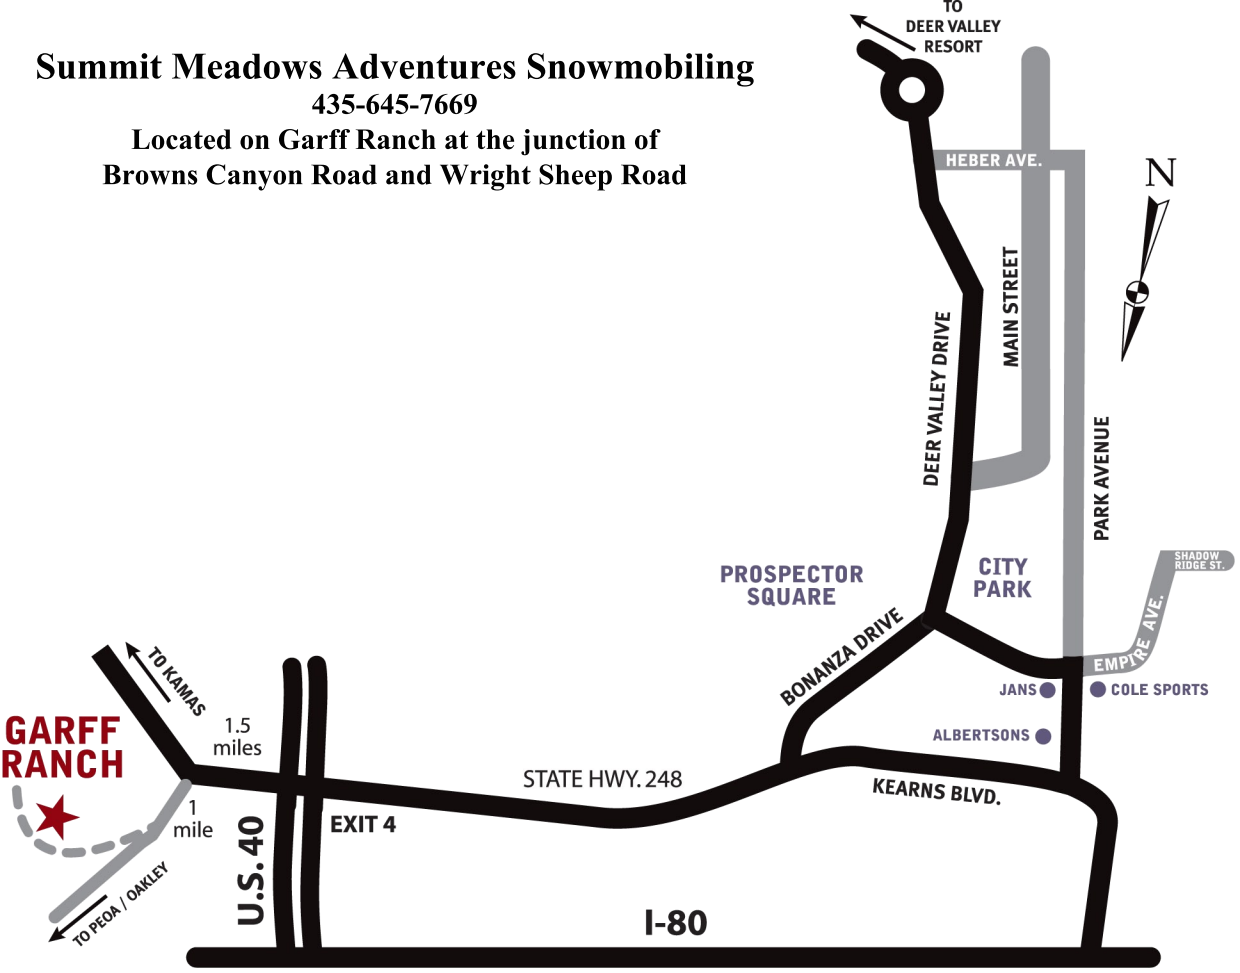 Summit Meadows Adventures Snowmobiling
435-645-7669
Located on Garff Ranch at the junction of
Browns Canyon Road and Wright Sheep Road
TO
DEER VALLEY
RESORT
HEBER AVE.
N
MAIN STREET
DEER VALLEY DRIVE
PARK AVENUE
SHADOW
RIDGE ST.
CITY
PARK
PROSPECTOR
SQUARE
EMPIRE AVE.
BONANZA DRIVE
JANS
COLE SPORTS
ALBERTSONS
TO KAMAS
1.5
miles
GARFF
RANCH
STATE HWY. 248
KEARNS BLVD.
1
mile
EXIT 4
U.S. 40
TO PEOA / OAKLEY
I-80